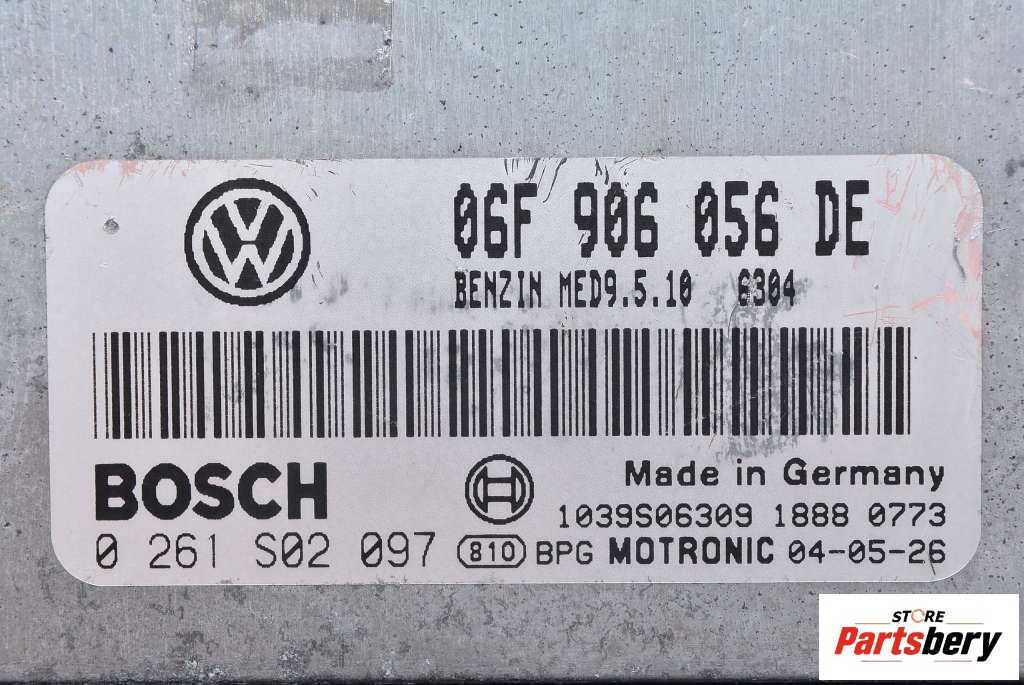 06F 906 056 DE
BENZIN MED9.5.10 6304
BOSCH
Made in Germany
1039S06309 1888 0773
0 261 S02 097 810 BPG MOTRONIC 04-05-26
STORE
Partsbery